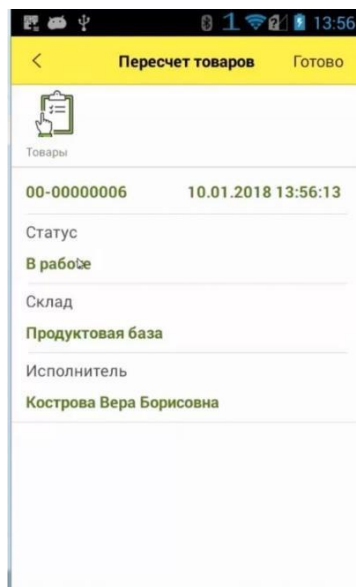 1 13:56
Пересчет товаров Готово
Товары
00-00000006 10.01.2018 13:56:13
Статус
В работе
Склад
Продуктовая база
Исполнитель
Кострова Вера Борисовна